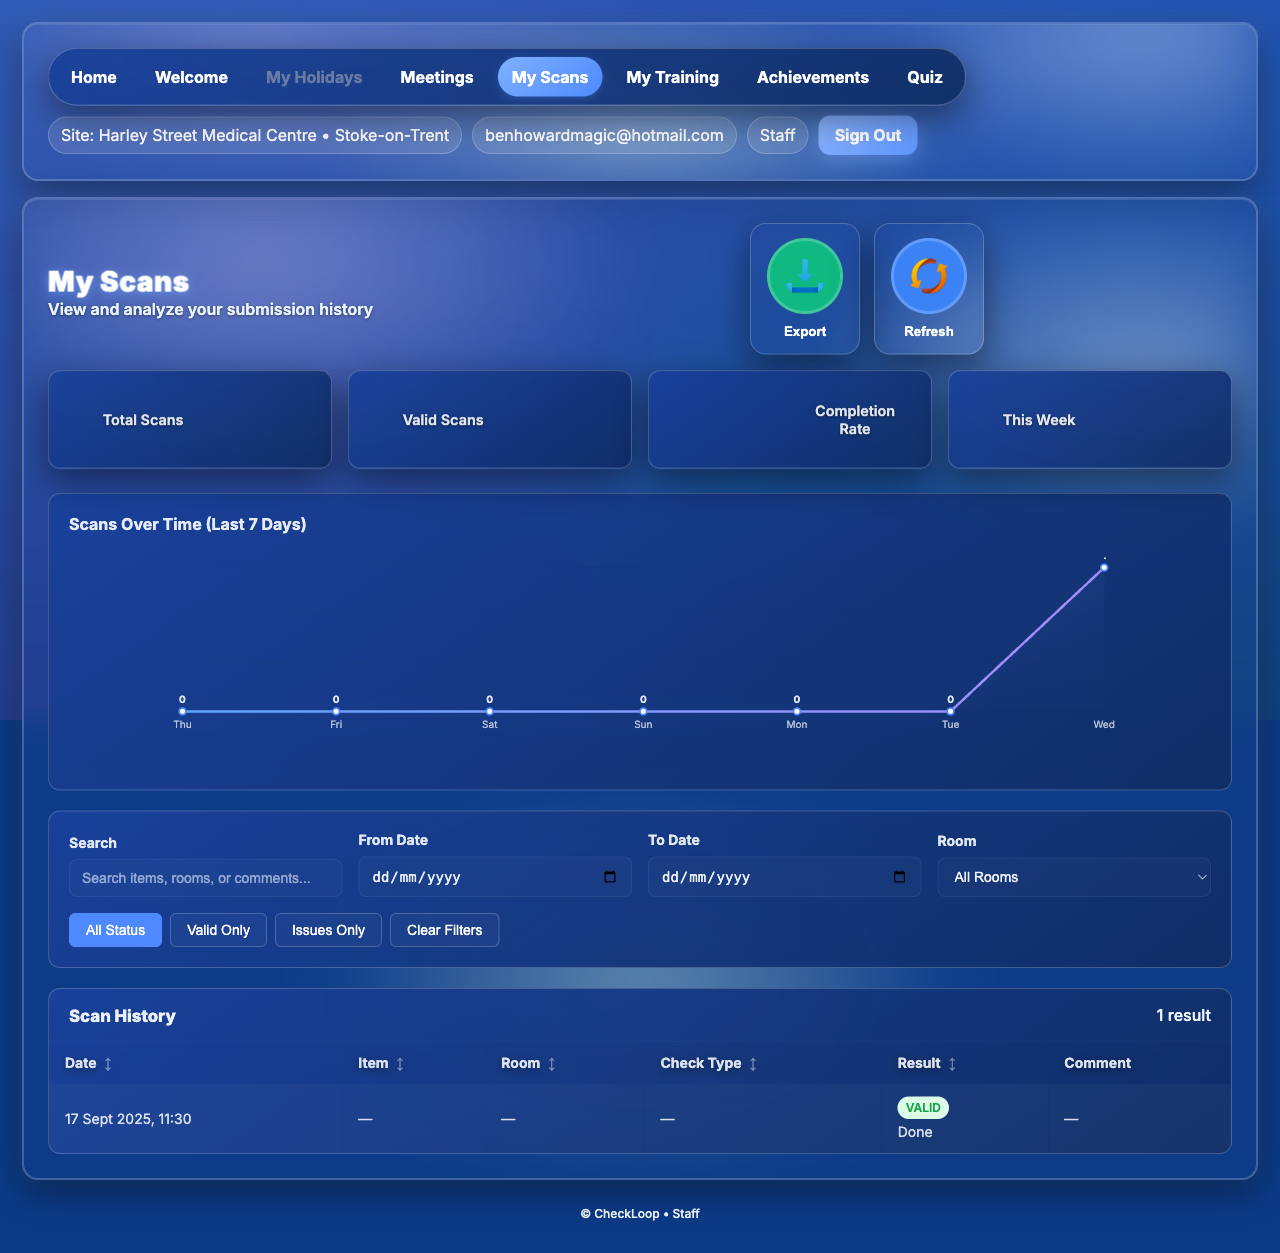 Home Welcome My Holidays Meetings My Scans My Training Achievements Quiz
Site: Harley Street Medical Centre • Stoke-on-Trent benhowardmagic@hotmail.com Staff Sign Out
My Scans
View and analyze your submission history
Export Refresh
Total Scans
Valid Scans
Completion
Rate
This Week
Scans Over Time (Last 7 Days)
0 0 0 0 0 0
Thu Fri Sat Sun Mon Tue Wed
Search From Date To Date Room
Search items, rooms, or comments... dd/mm/yyyy dd/mm/yyyy All Rooms
All Status Valid Only Issues Only Clear Filters
Scan History 1 result
Date ↕ Item ↕ Room ↕ Check Type ↕ Result ↕ Comment
17 Sept 2025, 11:30 — — — VALID —
Done
© CheckLoop • Staff